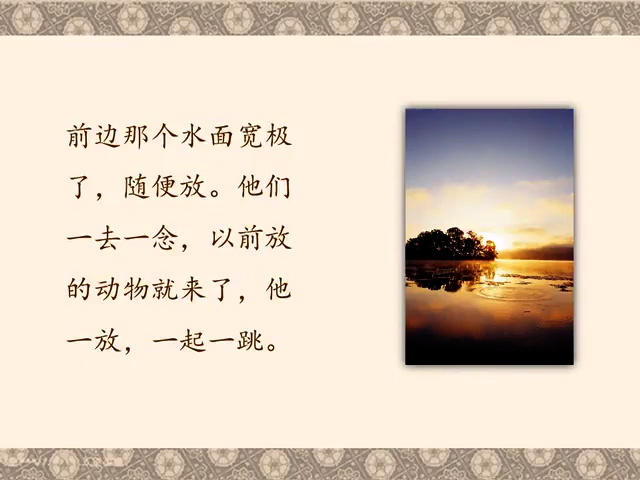 前边那个水面宽极
了，随便放。他们
一去一念，以前放
的动物就来了，他
一放，一起一跳。